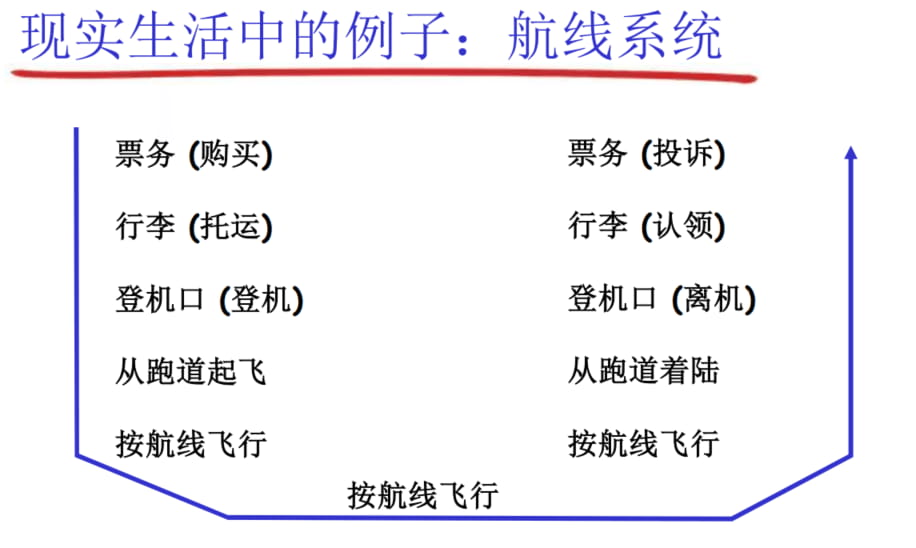 现实生活中的例子：航线系统
票务 (购买) 票务 (投诉)
行李 (托运) 行李 (认领)
登机口 (登机) 登机口 (离机)
从跑道起飞 从跑道着陆
按航线飞行 按航线飞行
按航线飞行